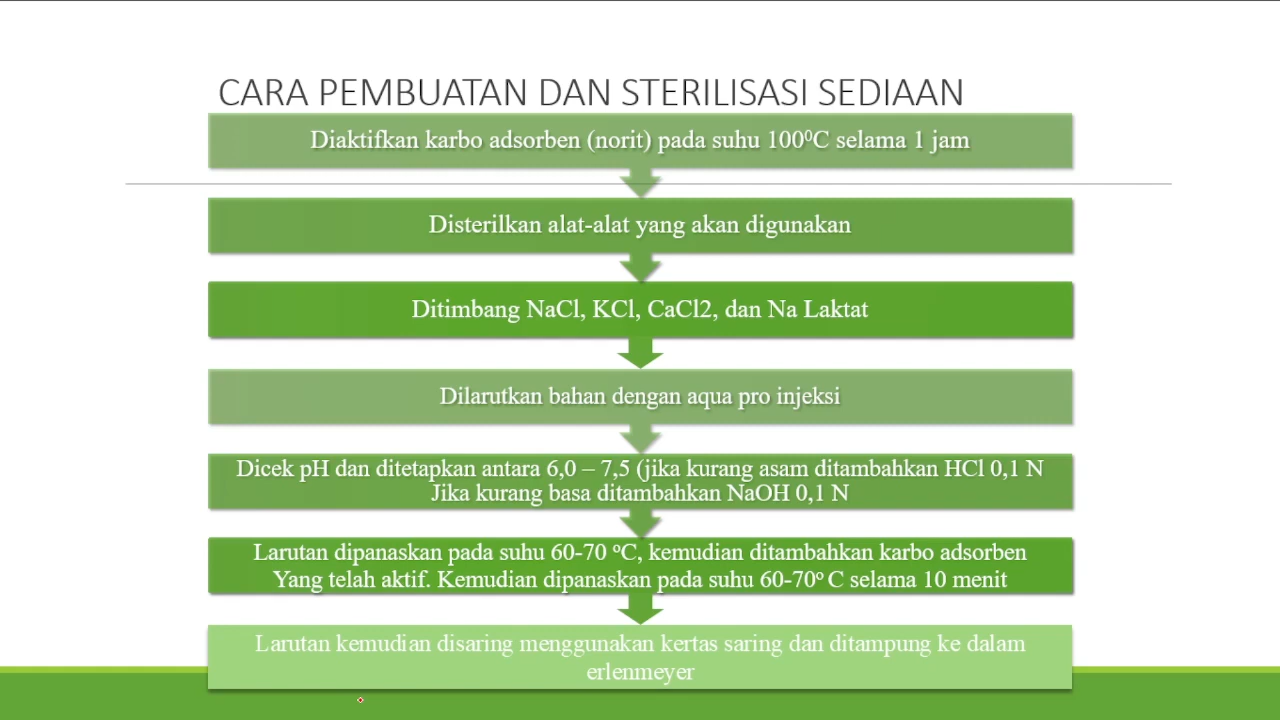 CARA PEMBUATAN DAN STERILISASI SEDIAAN
Diaktifkan karbo adsorben (norit) pada suhu 100⁰C selama 1 jam
Disterilkan alat-alat yang akan digunakan
Ditimbang NaCl, KCl, CaCl2, dan Na Laktat
Dilarutkan bahan dengan aqua pro injeksi
Dicek pH dan ditetapkan antara 6,0 – 7,5 (jika kurang asam ditambahkan HCl 0,1 N
Jika kurang basa ditambahkan NaOH 0,1 N
Larutan dipanaskan pada suhu 60-70 ᵒC, kemudian ditambahkan karbo adsorben
Yang telah aktif. Kemudian dipanaskan pada suhu 60-70ᵒ C selama 10 menit
Larutan kemudian disaring menggunakan kertas saring dan ditampung ke dalam
erlenmeyer